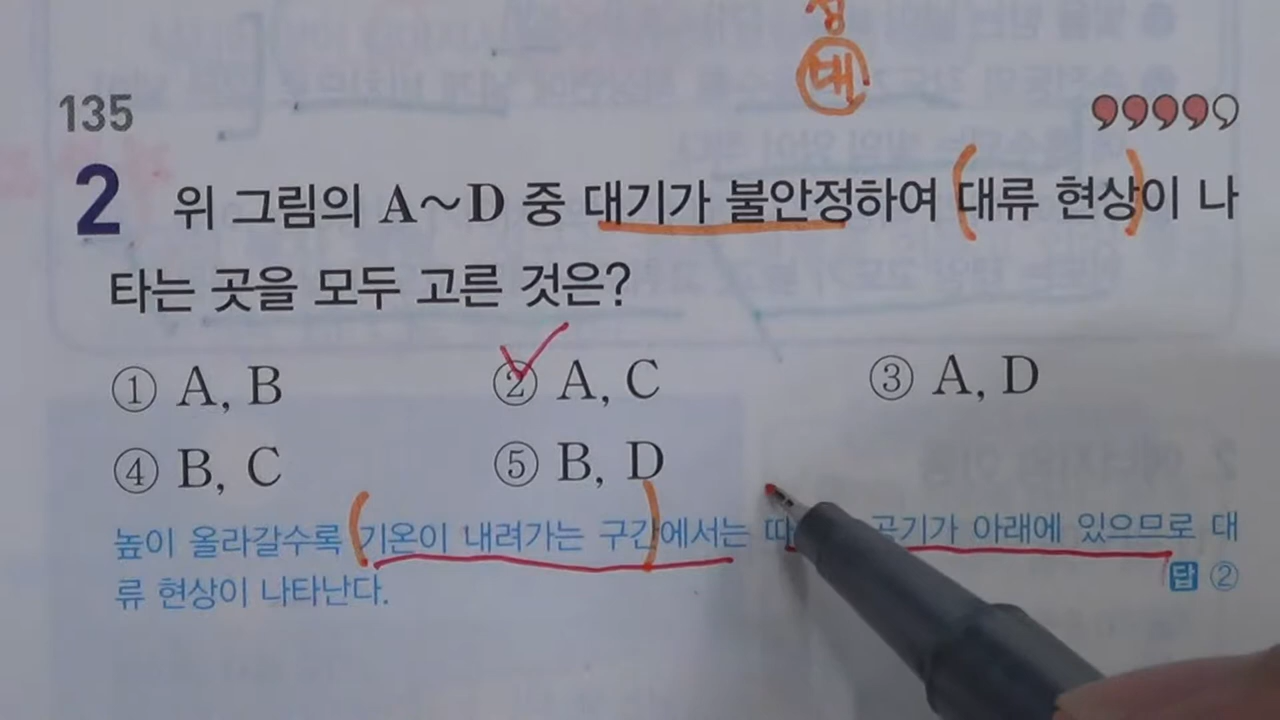 대
135
2 위 그림의 A~D 중 대기가 불안정하여 대류 현상이 나
타는 곳을 모두 고른 것은?
① A, B ② A, C ③ A, D
④ B, C ⑤ B, D
높이 올라갈수록 (기온이 내려가는 구간)에서는 공기가 아래에 있으므로 대
류 현상이 나타난다.
답 ②